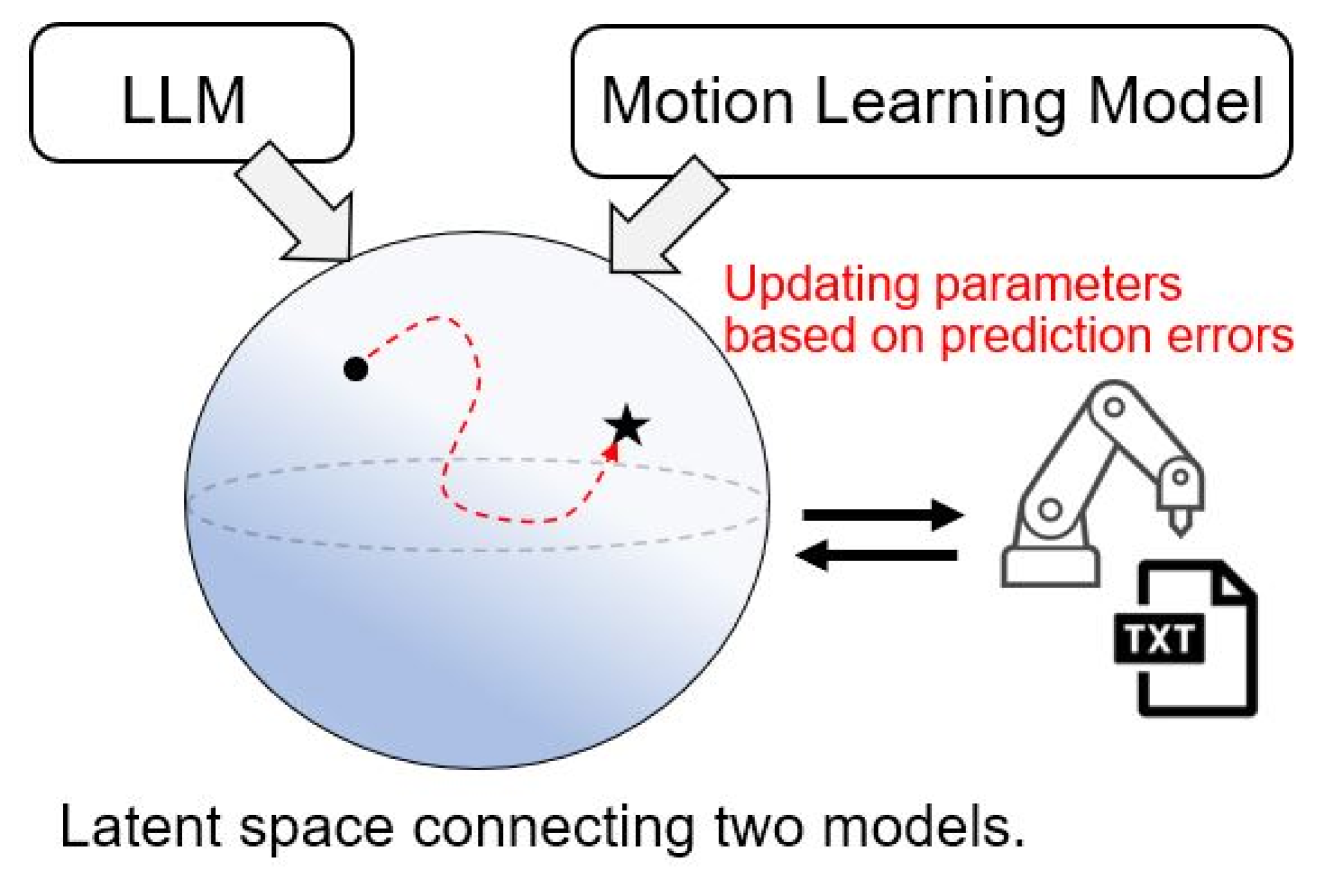 LLM
Motion Learning Model
Updating parameters
based on prediction errors
TXT
Latent space connecting two models.